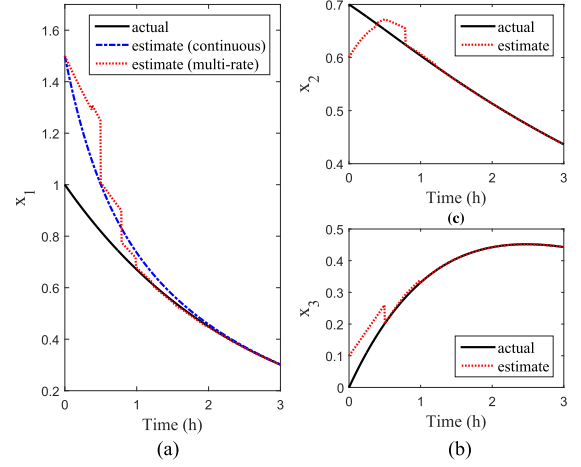 actual
estimate (continuous)
estimate (multi-rate)
1.6
1.4
1.2
1
0.8
0.6
0.4
0.2
x1
0
1
2
3
Time (h)
(a)
0.7
0.6
0.5
0.4
x2
actual
estimate
0
1
2
3
Time (h)
(c)
0.5
0.4
0.3
0.2
0.1
0
x3
actual
estimate
0
1
2
3
Time (h)
(b)